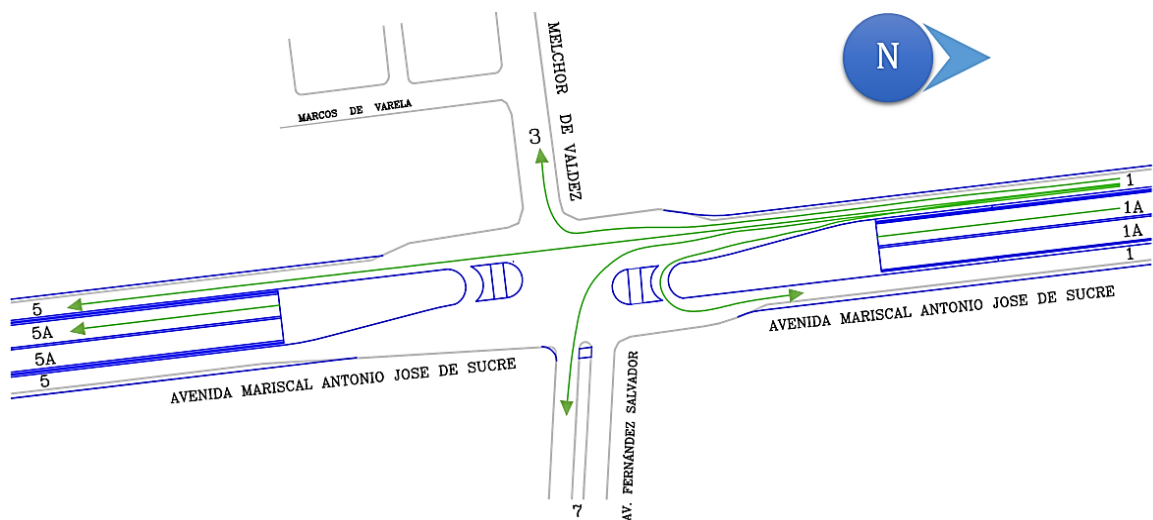 MELCHOR DE VALDEZ
N
MARCOS DE VARELA
3
1
1A
1A
1
5
5A
5A
5
AVENIDA MARISCAL ANTONIO JOSE DE SUCRE
AVENIDA MARISCAL ANTONIO JOSE DE SUCRE
AV. FERNÁNDEZ SALVADOR
7